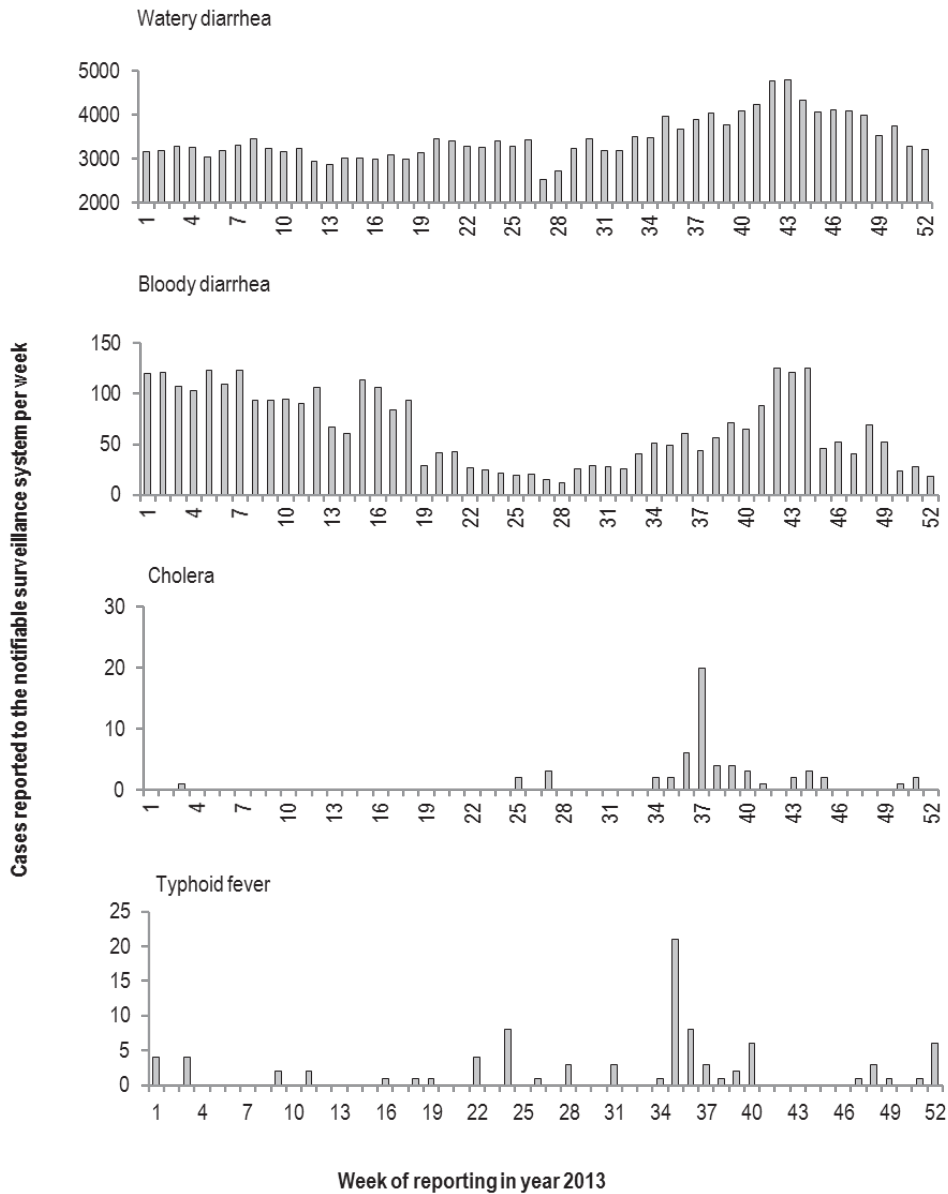 Watery diarrhea
5000
4000
3000
2000
1 4 7 10 13 16 19 22 25 28 31 34 37 40 43 46 49 52
Bloody diarrhea
150
100
50
0
1 4 7 10 13 16 19 22 25 28 31 34 37 40 43 46 49 52
Cases reported to the notifiable surveillance system per week
Cholera
30
20
10
0
1 4 7 10 13 16 19 22 25 28 31 34 37 40 43 46 49 52
Typhoid fever
25
20
15
10
5
0
1 4 7 10 13 16 19 22 25 28 31 34 37 40 43 46 49 52
Week of reporting in year 2013